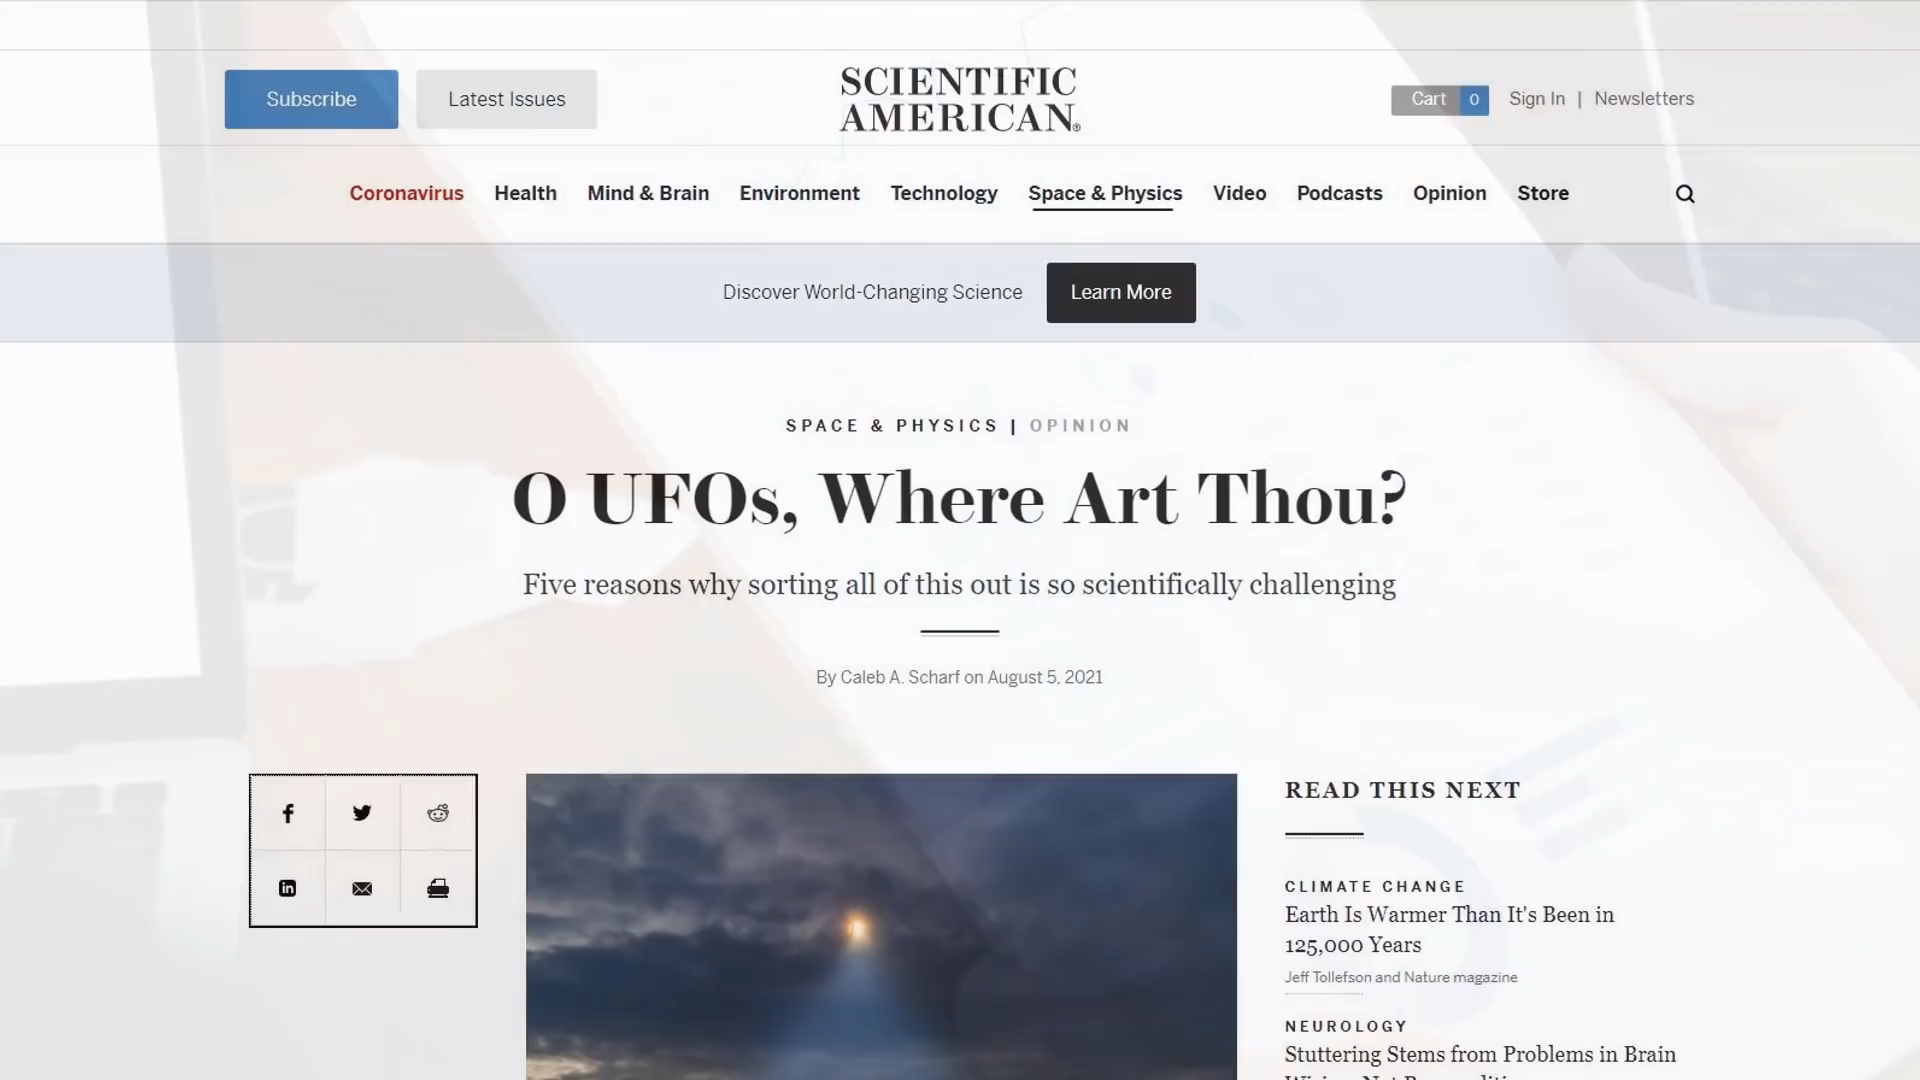 Subscribe
Latest Issues
SCIENTIFIC
AMERICAN®
Cart 0
Sign In | Newsletters
Coronavirus Health Mind & Brain Environment Technology Space & Physics Video Podcasts Opinion Store
Discover World-Changing Science
Learn More
SPACE & PHYSICS | OPINION
O UFOs, Where Art Thou?
Five reasons why sorting all of this out is so scientifically challenging
By Caleb A. Scharf on August 5, 2021
READ THIS NEXT
CLIMATE CHANGE
Earth Is Warmer Than It's Been in
125,000 Years
Jeff Tollefson and Nature magazine
NEUROLOGY
Stuttering Stems from Problems in Brain